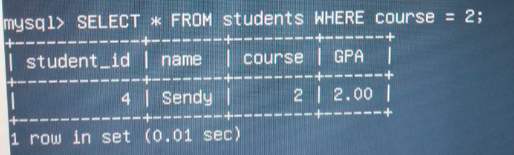 mysql> SELECT * FROM students WHERE course = 2;
+------------+-------+--------+------+
| student_id | name  | course | GPA  |
+------------+-------+--------+------+
|          4 | Sendy |      2 | 2.00 |
+------------+-------+--------+------+
1 row in set (0.01 sec)